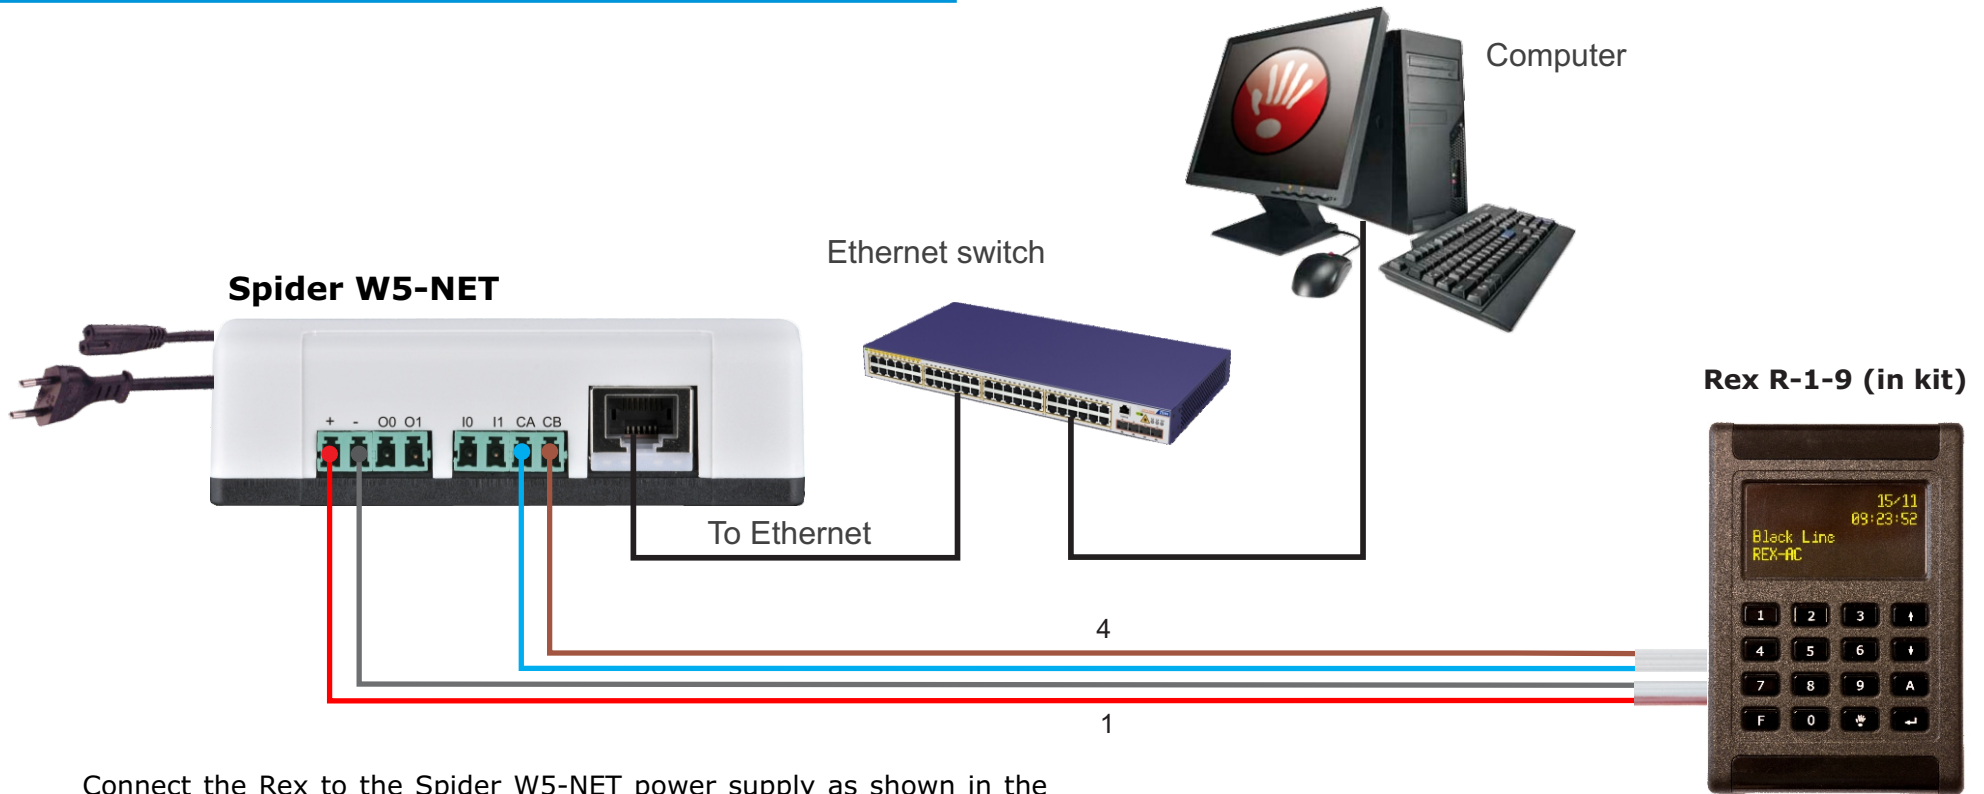 Computer
Ethernet switch
Spider W5-NET
Rex R-1-9 (in kit)
+ - O0 O1 I0 I1 CA CB
To Ethernet
15/11
09:23:52
Black Line
REX-AC
1 2 3
4 5 6
7 8 9 A
F 0
4
1
Connect the Rex to the Spider W5-NET power supply as shown in the